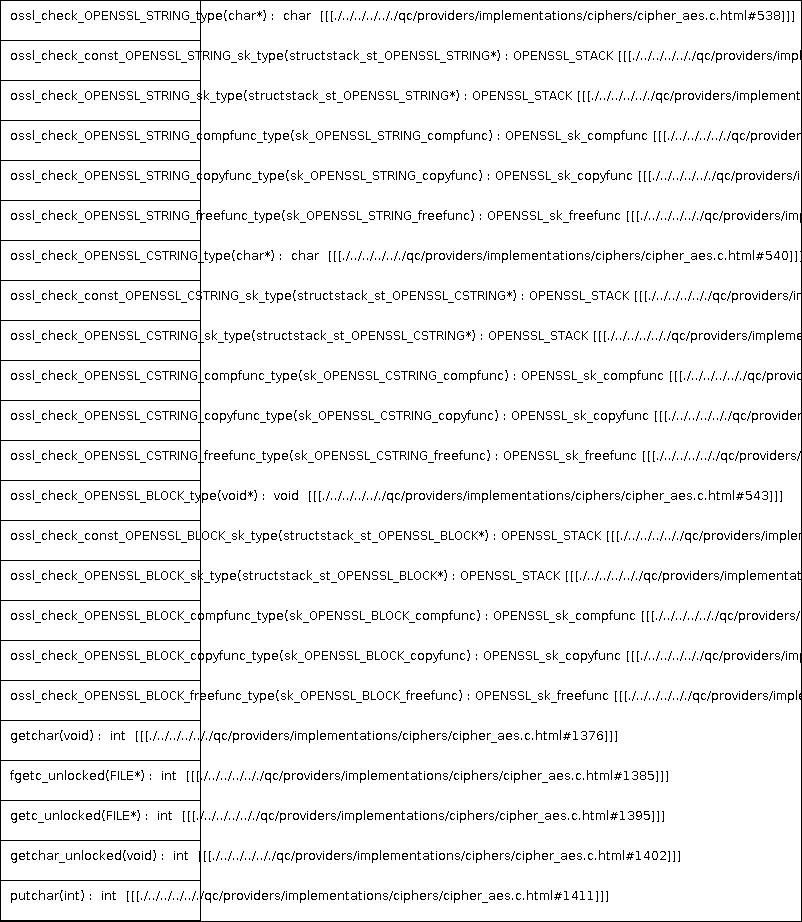 ossl_check_OPENSSL_STRING_type(char*) : char [[[./../../../../qc/providers/implementations/ciphers/cipher_aes.c.html#538]]]
ossl_check_const_OPENSSL_STRING_sk_type(structstack_st_OPENSSL_STRING*) : OPENSSL_STACK [[[./../../../../qc/providers/impl
ossl_check_OPENSSL_STRING_sk_type(structstack_st_OPENSSL_STRING*) : OPENSSL_STACK [[[./../../../../qc/providers/implement
ossl_check_OPENSSL_STRING_compfunc_type(sk_OPENSSL_STRING_compfunc) : OPENSSL_sk_compfunc [[[./../../../../qc/provider
ossl_check_OPENSSL_STRING_copyfunc_type(sk_OPENSSL_STRING_copyfunc) : OPENSSL_sk_copyfunc [[[./../../../../qc/providers/i
ossl_check_OPENSSL_STRING_freefunc_type(sk_OPENSSL_STRING_freefunc) : OPENSSL_sk_freefunc [[[./../../../../qc/providers/im
ossl_check_OPENSSL_CSTRING_type(char*) : char [[[./../../../../qc/providers/implementations/ciphers/cipher_aes.c.html#540]]]
ossl_check_const_OPENSSL_CSTRING_sk_type(structstack_st_OPENSSL_CSTRING*) : OPENSSL_STACK [[[./../../../../qc/providers/i
ossl_check_OPENSSL_CSTRING_sk_type(structstack_st_OPENSSL_CSTRING*) : OPENSSL_STACK [[[./../../../../qc/providers/impleme
ossl_check_OPENSSL_CSTRING_compfunc_type(sk_OPENSSL_CSTRING_compfunc) : OPENSSL_sk_compfunc [[[./../../../../qc/provid
ossl_check_OPENSSL_CSTRING_copyfunc_type(sk_OPENSSL_CSTRING_copyfunc) : OPENSSL_sk_copyfunc [[[./../../../../qc/provider
ossl_check_OPENSSL_CSTRING_freefunc_type(sk_OPENSSL_CSTRING_freefunc) : OPENSSL_sk_freefunc [[[./../../../../qc/providers/
ossl_check_OPENSSL_BLOCK_type(void*) : void [[[./../../../../qc/providers/implementations/ciphers/cipher_aes.c.html#543]]]
ossl_check_const_OPENSSL_BLOCK_sk_type(structstack_st_OPENSSL_BLOCK*) : OPENSSL_STACK [[[./../../../../qc/providers/implem
ossl_check_OPENSSL_BLOCK_sk_type(structstack_st_OPENSSL_BLOCK*) : OPENSSL_STACK [[[./../../../../qc/providers/implementat
ossl_check_OPENSSL_BLOCK_compfunc_type(sk_OPENSSL_BLOCK_compfunc) : OPENSSL_sk_compfunc [[[./../../../../qc/providers/
ossl_check_OPENSSL_BLOCK_copyfunc_type(sk_OPENSSL_BLOCK_copyfunc) : OPENSSL_sk_copyfunc [[[./../../../../qc/providers/im
ossl_check_OPENSSL_BLOCK_freefunc_type(sk_OPENSSL_BLOCK_freefunc) : OPENSSL_sk_freefunc [[[./../../../../qc/providers/imple
getchar(void) : int [[[./../../../../qc/providers/implementations/ciphers/cipher_aes.c.html#1376]]]
fgetc_unlocked(FILE*) : int [[[./../../../../qc/providers/implementations/ciphers/cipher_aes.c.html#1385]]]
getc_unlocked(FILE*) : int [[[./../../../../qc/providers/implementations/ciphers/cipher_aes.c.html#1395]]]
getchar_unlocked(void) : int [[[./../../../../qc/providers/implementations/ciphers/cipher_aes.c.html#1402]]]
putchar(int) : int [[[./../../../../qc/providers/implementations/ciphers/cipher_aes.c.html#1411]]]